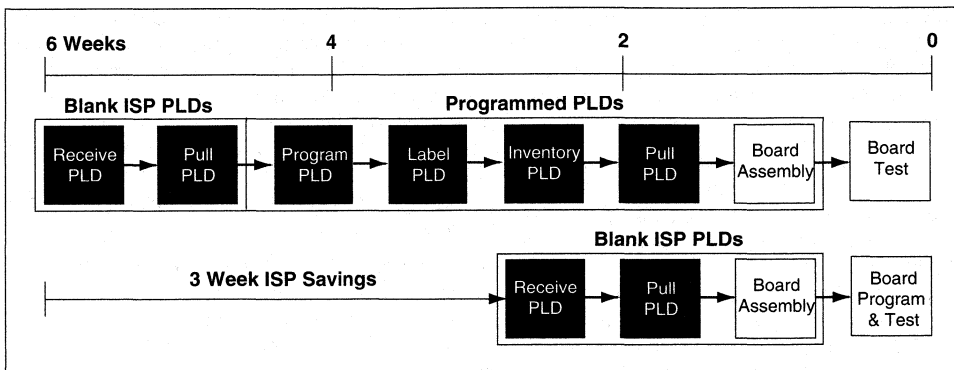 6 Weeks 4 2 0
Blank ISP PLDs Programmed PLDs
Receive PLD
Pull PLD
Program PLD
Label PLD
Inventory PLD
Pull PLD
Board Assembly
Board Test
Blank ISP PLDs
3 Week ISP Savings
Receive PLD
Pull PLD
Board Assembly
Board Program & Test